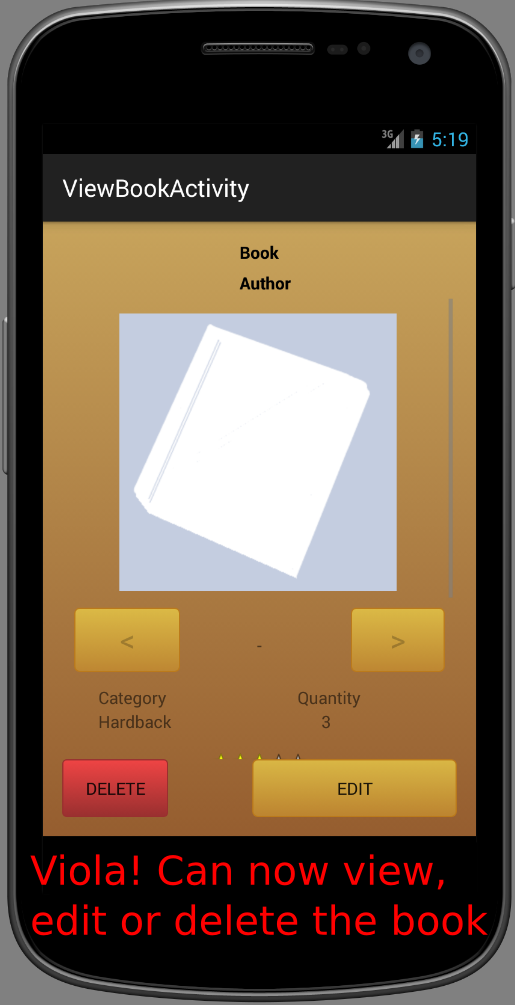 3G 5:19
ViewBookActivity
Book
Author
< - >
Category Quantity
Hardback 3
DELETE EDIT
Viola! Can now view,
edit or delete the book